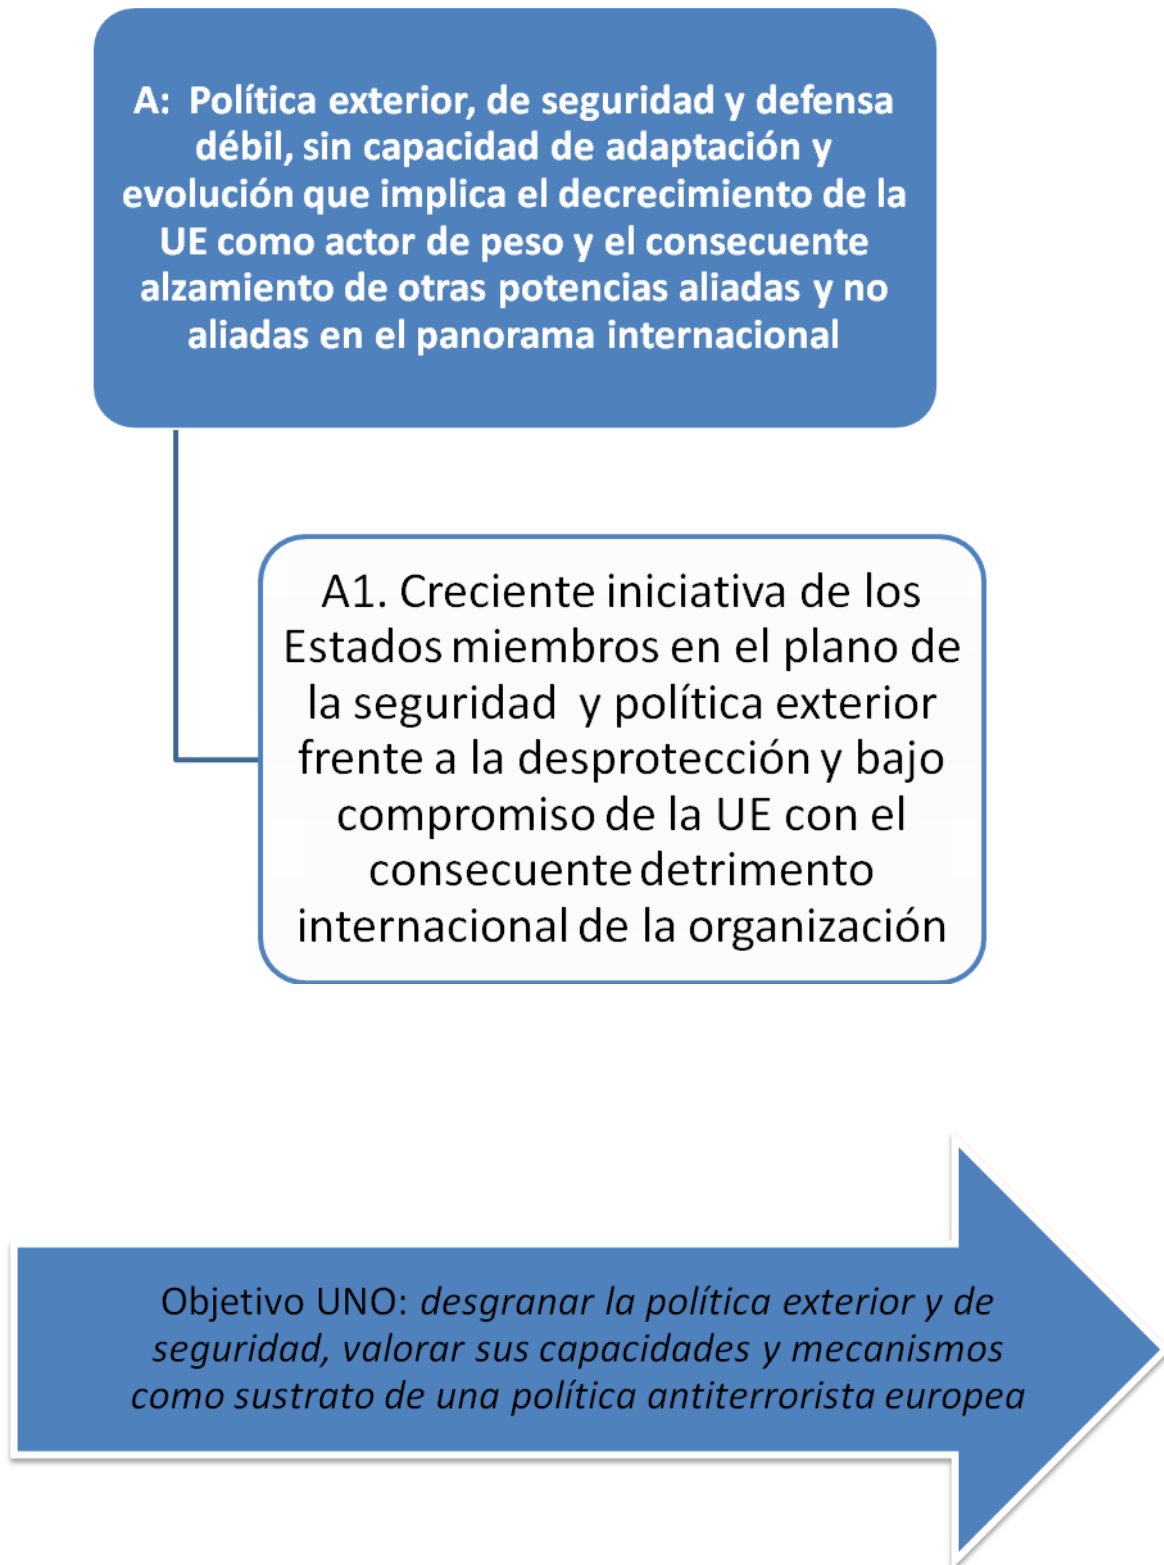 A: Política exterior, de seguridad y defensa
débil, sin capacidad de adaptación y
evolución que implica el decrecimiento de la
UE como actor de peso y el consecuente
alzamiento de otras potencias aliadas y no
aliadas en el panorama internacional
A1. Creciente iniciativa de los
Estados miembros en el plano de
la seguridad y política exterior
frente a la desprotección y bajo
compromiso de la UE con el
consecuente detrimento
internacional de la organización
Objetivo UNO: desgranar la política exterior y de
seguridad, valorar sus capacidades y mecanismos
como sustrato de una política antiterrorista europea